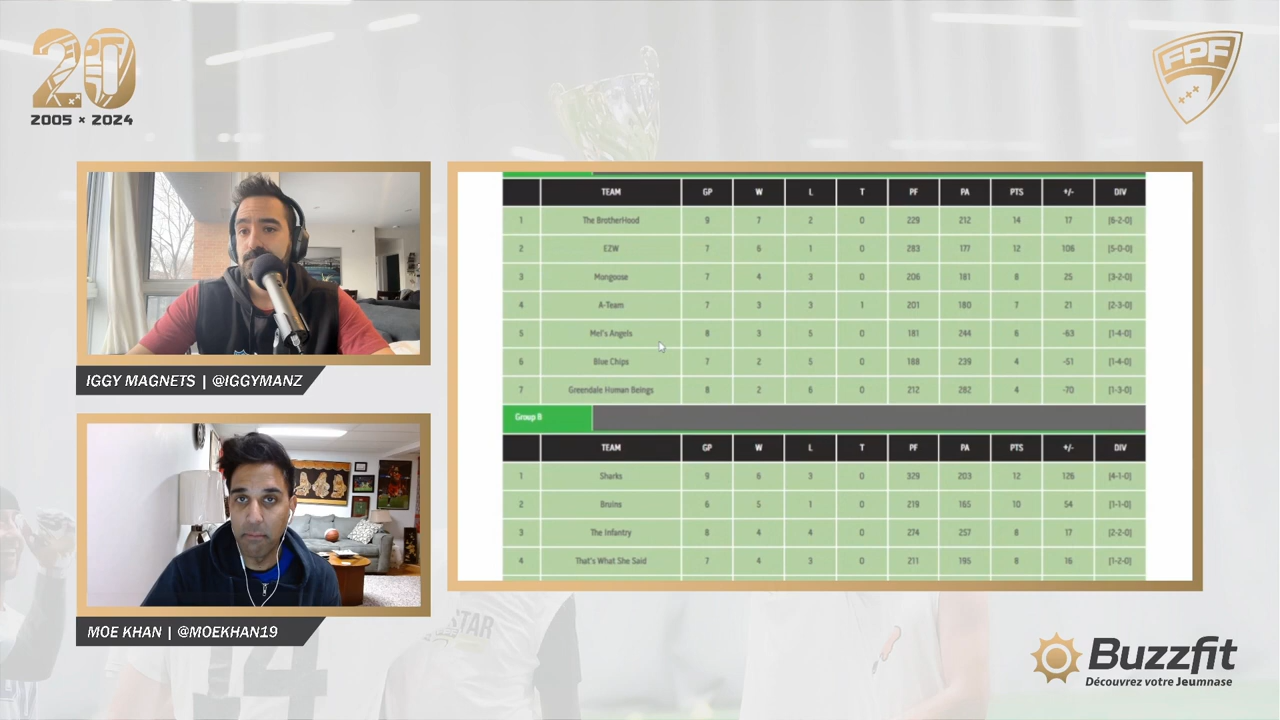 20
2005 × 2024
FPF
TEAM GP W L T PF PA PTS +/- DIV
1 The BrotherHood 9 7 2 0 229 212 14 17 [6-2-0]
2 E2W 7 6 1 0 283 177 12 106 [5-0-0]
3 Mongoose 7 4 3 0 206 181 8 25 [3-2-0]
4 A-Team 7 3 3 1 201 180 7 21 [2-3-0]
5 Mel's Angels 8 3 5 0 181 244 6 -63 [1-4-0]
6 Blue Chips 7 2 5 0 188 239 4 -51 [1-4-0]
7 Greendale Human Beings 8 2 6 0 212 282 4 -70 [1-3-0]
Group B
TEAM GP W L T PF PA PTS +/- DIV
1 Sharks 9 6 3 0 329 203 12 126 [4-1-0]
2 Bruins 6 5 1 0 219 165 10 54 [1-1-0]
3 The Infantry 8 4 4 0 274 257 8 17 [2-2-0]
4 That's What She Said 7 4 3 0 211 195 8 16 [1-2-0]
IGGY MAGNETS | @IGGYMANZ
MOE KHAN | @MOEKHAN19
STAR
14
Buzzfit
Découvrez votre Jeumnase